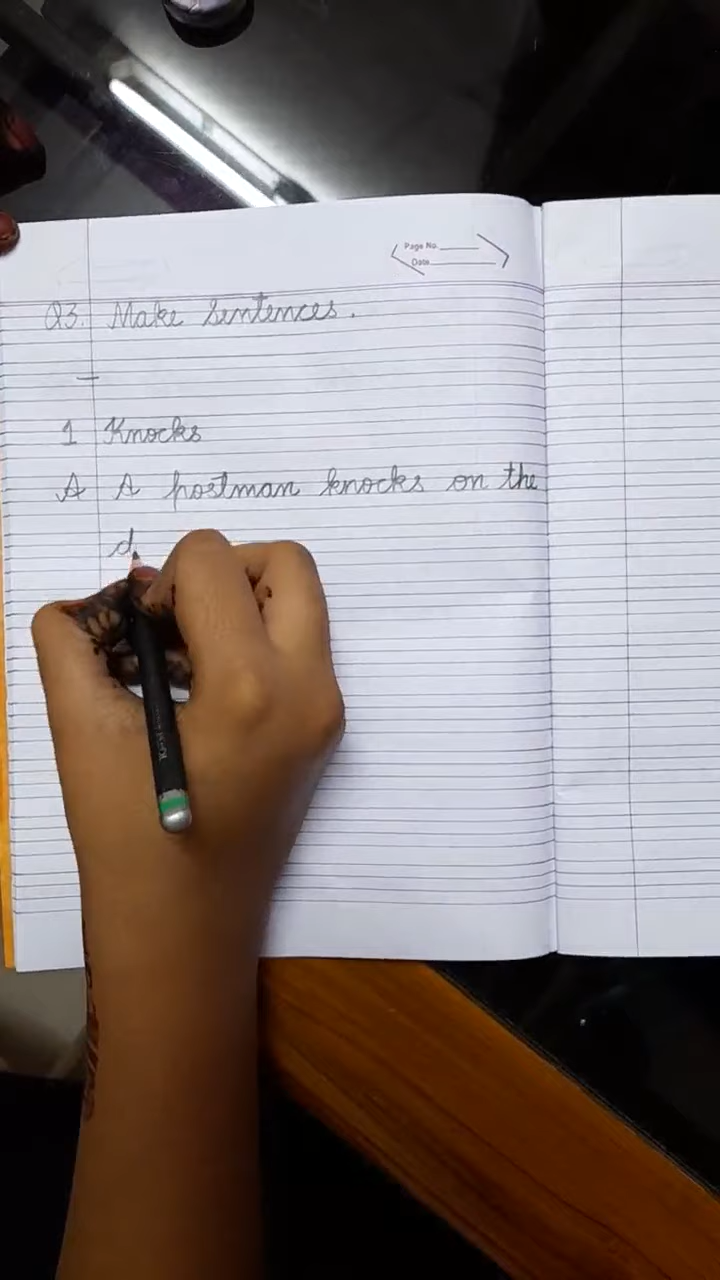 Page No.
Date
Q3. Make Sentences.
1 Knocks
A A postman knocks on the
d